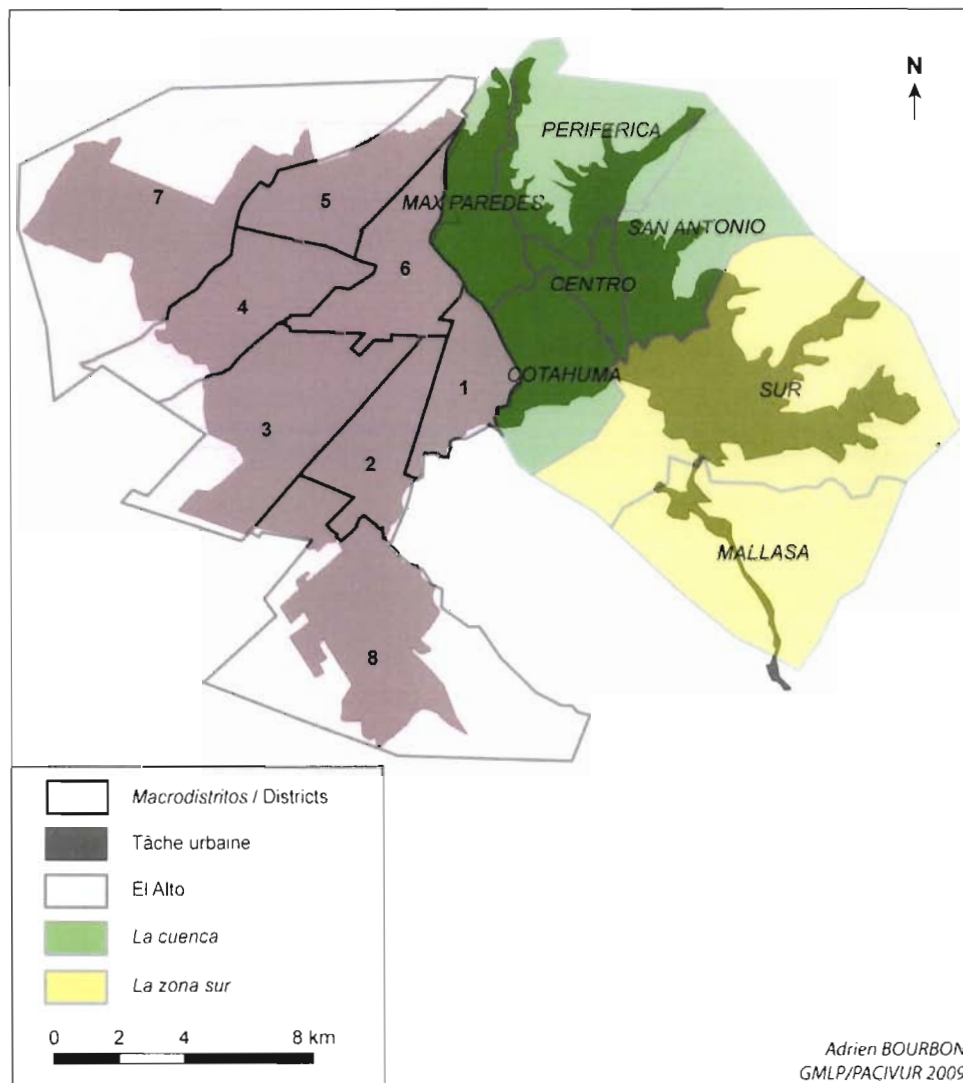 N
PERIFERICA
7
5
MAX PAREDES
SAN ANTONIO
6
CENTRO
4
1
COTAHUMA
SUR
3
2
MALLASA
8
Macrodistritos / Districts
Tâche urbaine
El Alto
La cuenca
La zona sur
0 2 4 8 km
Adrien BOURBON
GMLP/PACIVUR 2009